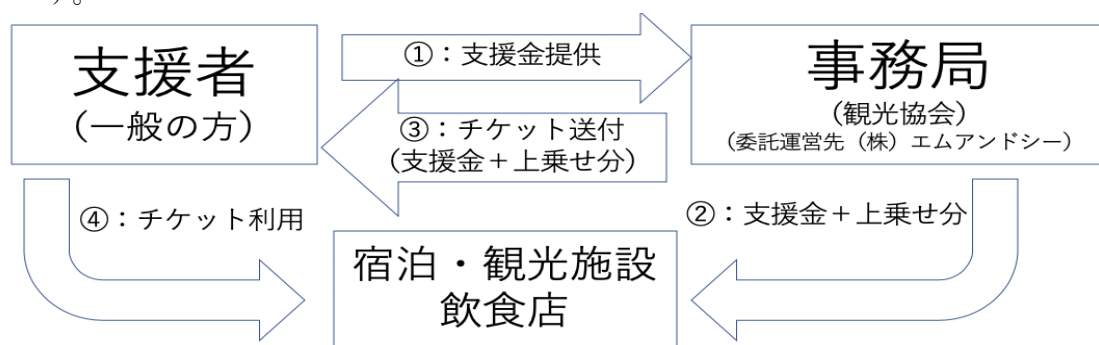 す。
支援者
(一般の方)
①：支援金提供
事務局
(観光協会)
(委託運営先（株）エムアンドシー)
③：チケット送付
(支援金＋上乗せ分)
④：チケット利用
②：支援金＋上乗せ分
宿泊・観光施設
飲食店